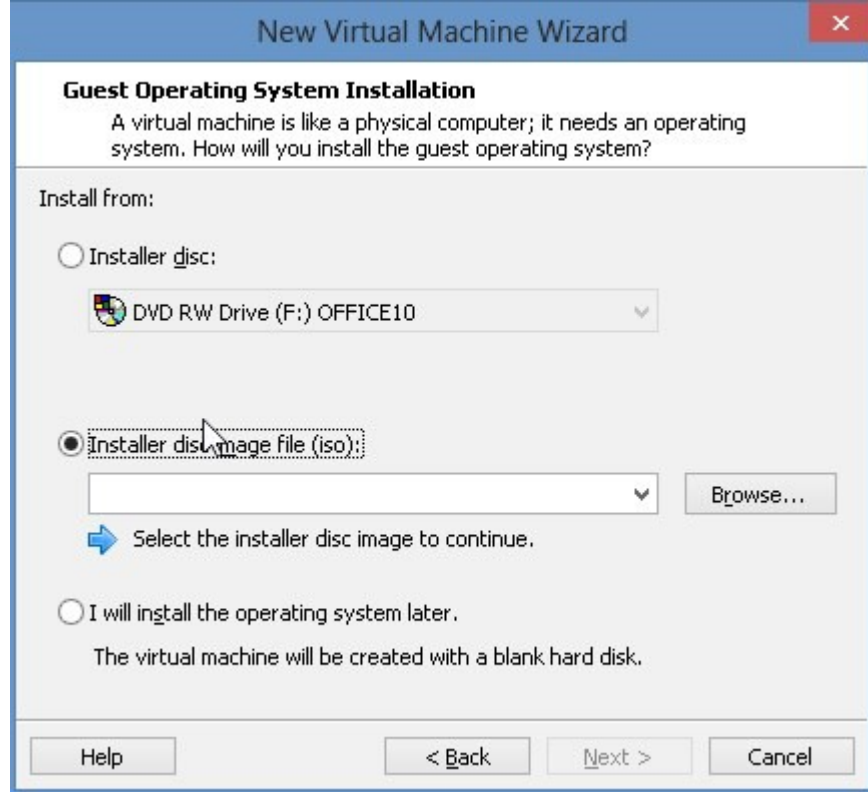 New Virtual Machine Wizard
Guest Operating System Installation
A virtual machine is like a physical computer; it needs an operating
system. How will you install the guest operating system?
Install from:
Installer disc:
DVD RW Drive (F:) OFFICE10
Installer disc image file (iso):
Browse...
Select the installer disc image to continue.
I will install the operating system later.
The virtual machine will be created with a blank hard disk.
Help < Back Next > Cancel